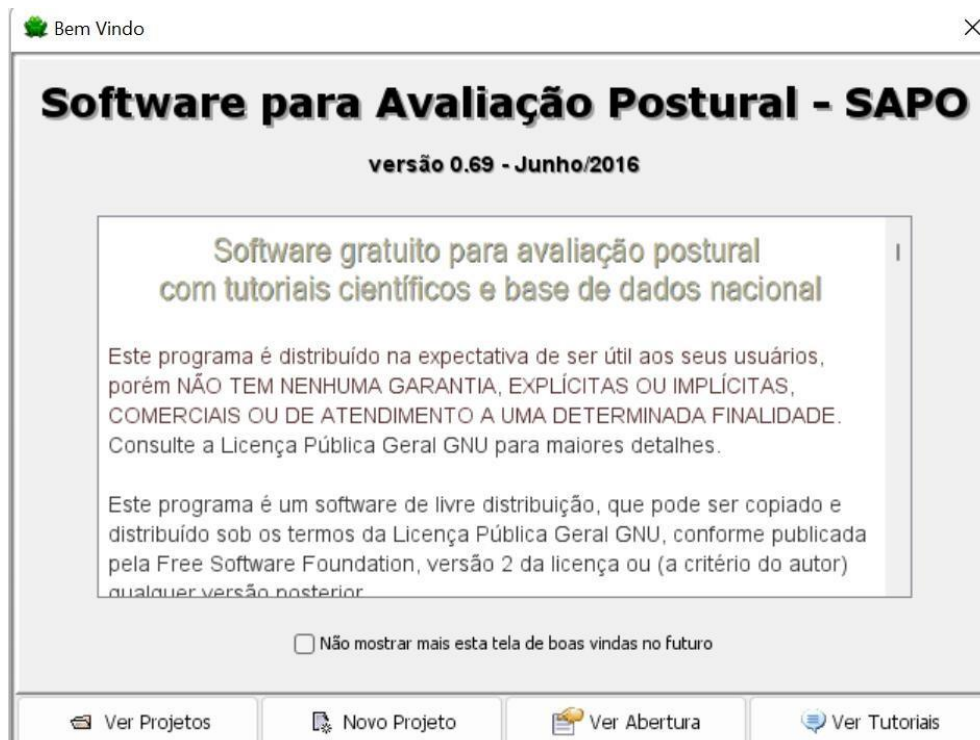 Bem Vindo
Software para Avaliação Postural - SAPO
versão 0.69 - Junho/2016
Software gratuito para avaliação postural
com tutoriais científicos e base de dados nacional
Este programa é distribuído na expectativa de ser útil aos seus usuários,
porém NÃO TEM NENHUMA GARANTIA, EXPLÍCITAS OU IMPLÍCITAS,
COMERCIAIS OU DE ATENDIMENTO A UMA DETERMINADA FINALIDADE.
Consulte a Licença Pública Geral GNU para maiores detalhes.
Este programa é um software de livre distribuição, que pode ser copiado e
distribuído sob os termos da Licença Pública Geral GNU, conforme publicada
pela Free Software Foundation, versão 2 da licença ou (a critério do autor)
qualquer versão posterior
Não mostrar mais esta tela de boas vindas no futuro
Ver Projetos Novo Projeto Ver Abertura Ver Tutoriais